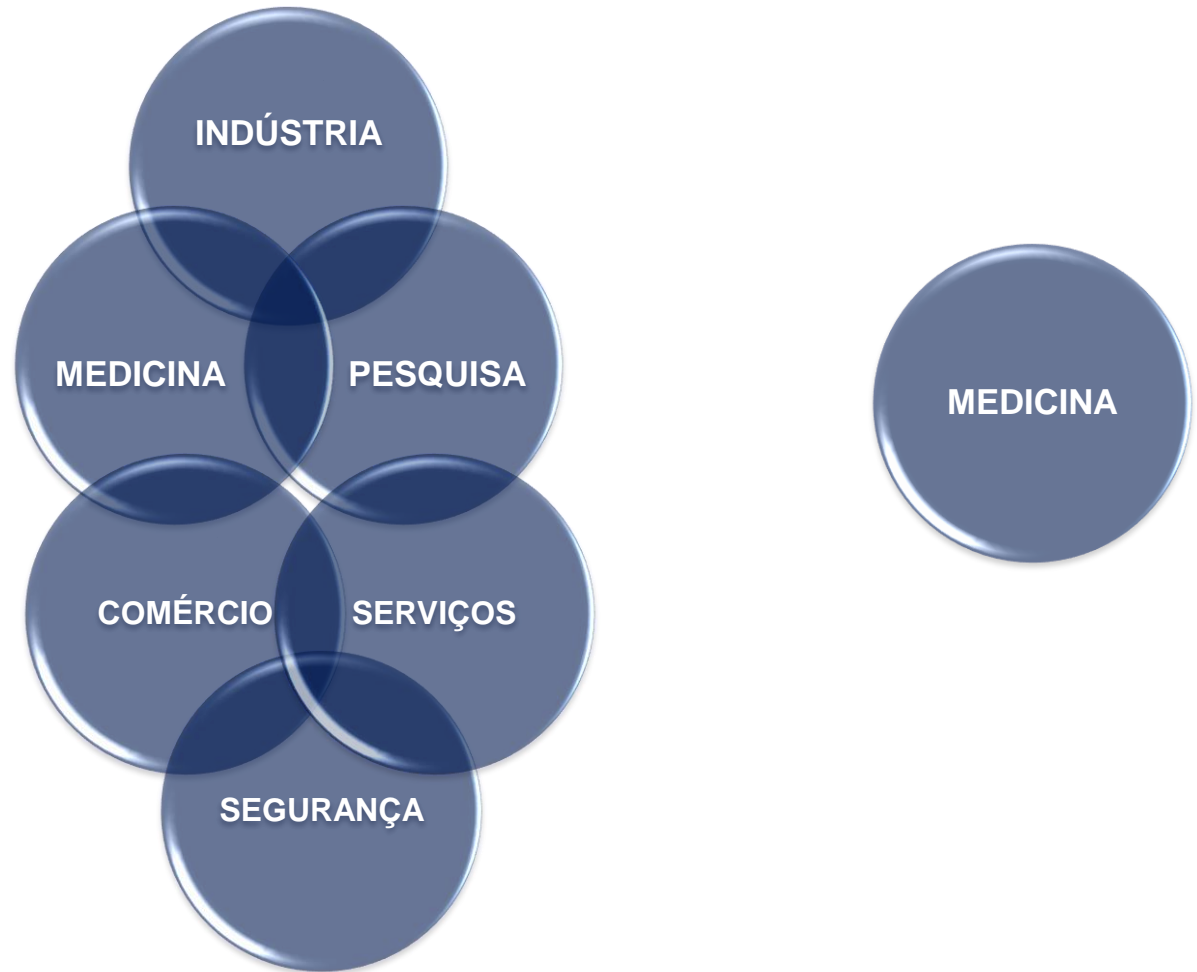 INDÚSTRIA
MEDICINA
PESQUISA
MEDICINA
COMÉRCIO
SERVIÇOS
SEGURANÇA